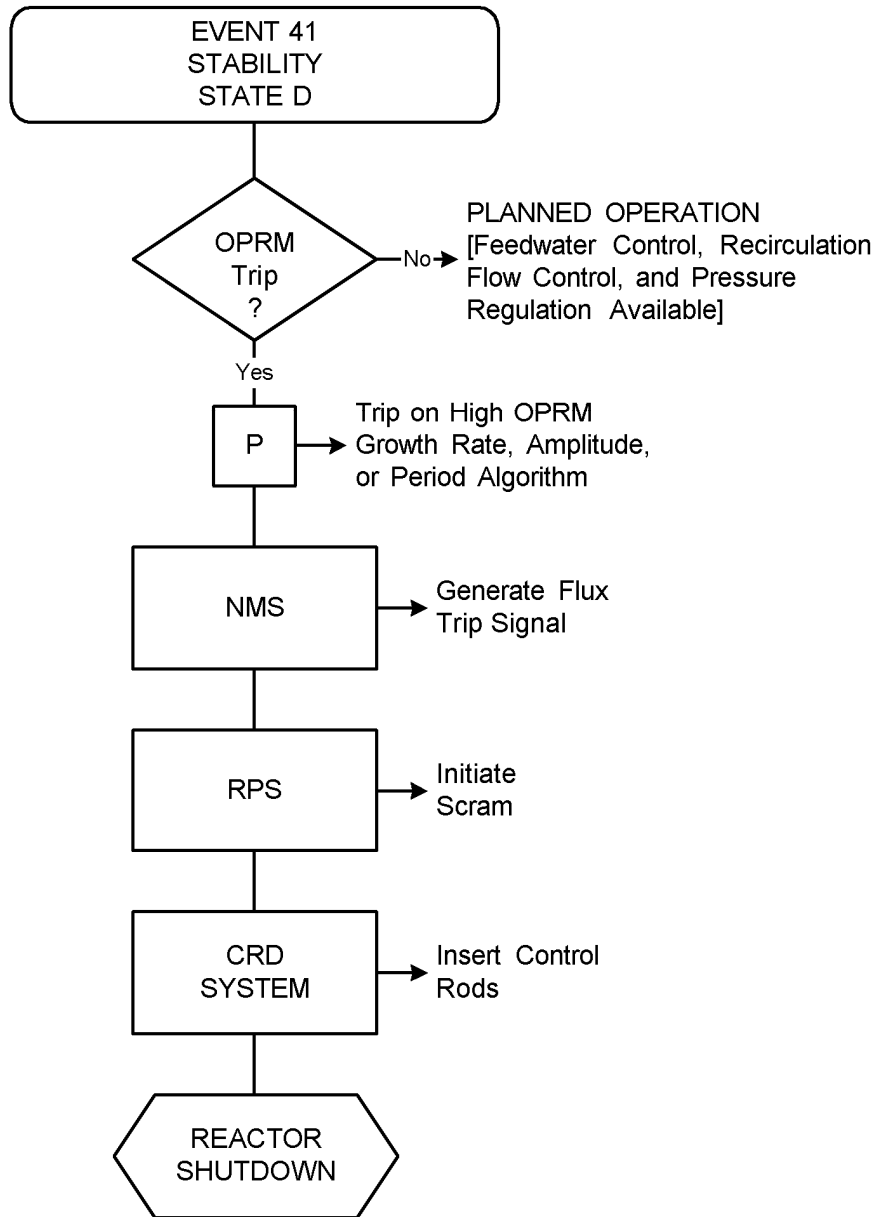 EVENT 41
STABILITY
STATE D
OPRM
Trip
?
No
PLANNED OPERATION
[Feedwater Control, Recirculation
Flow Control, and Pressure
Regulation Available]
Yes
P
Trip on High OPRM
Growth Rate, Amplitude,
or Period Algorithm
NMS
Generate Flux
Trip Signal
RPS
Initiate
Scram
CRD
SYSTEM
Insert Control
Rods
REACTOR
SHUTDOWN